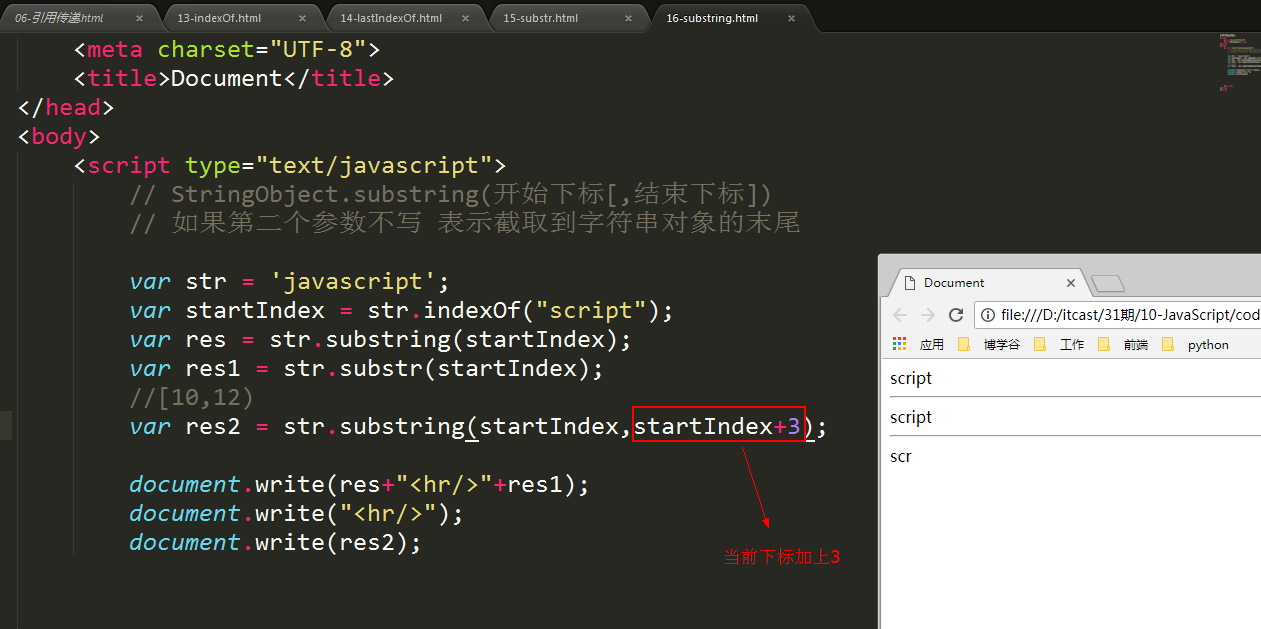 06-引用传递html × 13-indexOf.html × 14-lastIndexOf.html × 15-substr.html × 16-substring.html ×
<meta charset="UTF-8">
<title>Document</title>
</head>
<body>
<script type="text/javascript">
// StringObject.substring(开始下标[,结束下标])
// 如果第二个参数不写 表示截取到字符串对象的末尾
var str = 'javascript';
var startIndex = str.indexOf("script");
var res = str.substring(startIndex);
var res1 = str.substr(startIndex);
//[10,12)
var res2 = str.substring(startIndex,startIndex+3);
document.write(res+"<hr/>"+res1);
document.write("<hr/>");
document.write(res2);
当前下标加上3
Document ×
file:///D:/itcast/31期/10-JavaScript/cod
应用 博学谷 工作 前端 python
script
script
scr